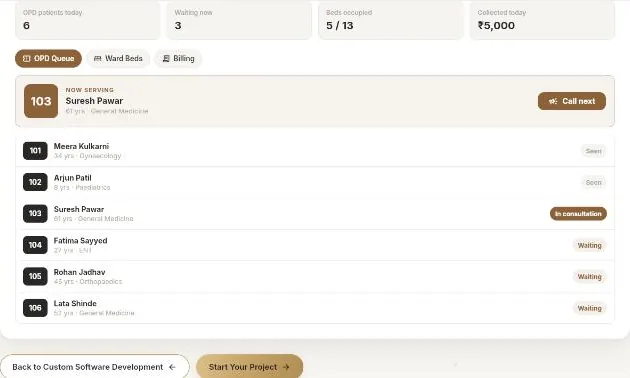 OPD patients today
6
Waiting now
3
Beds occupied
5 / 13
Collected today
₹5,000
OPD Queue
Ward Beds
Billing
103
NOW SERVING
Suresh Pawar
61 yrs · General Medicine
Call next
101
Meera Kulkarni
34 yrs · Gynaecology
Seen
102
Arjun Patil
8 yrs · Paediatrics
Seen
103
Suresh Pawar
61 yrs · General Medicine
In consultation
104
Fatima Sayyed
27 yrs · ENT
Waiting
105
Rohan Jadhav
45 yrs · Orthopaedics
Waiting
106
Lata Shinde
52 yrs · General Medicine
Waiting
Back to Custom Software Development ←
Start Your Project →